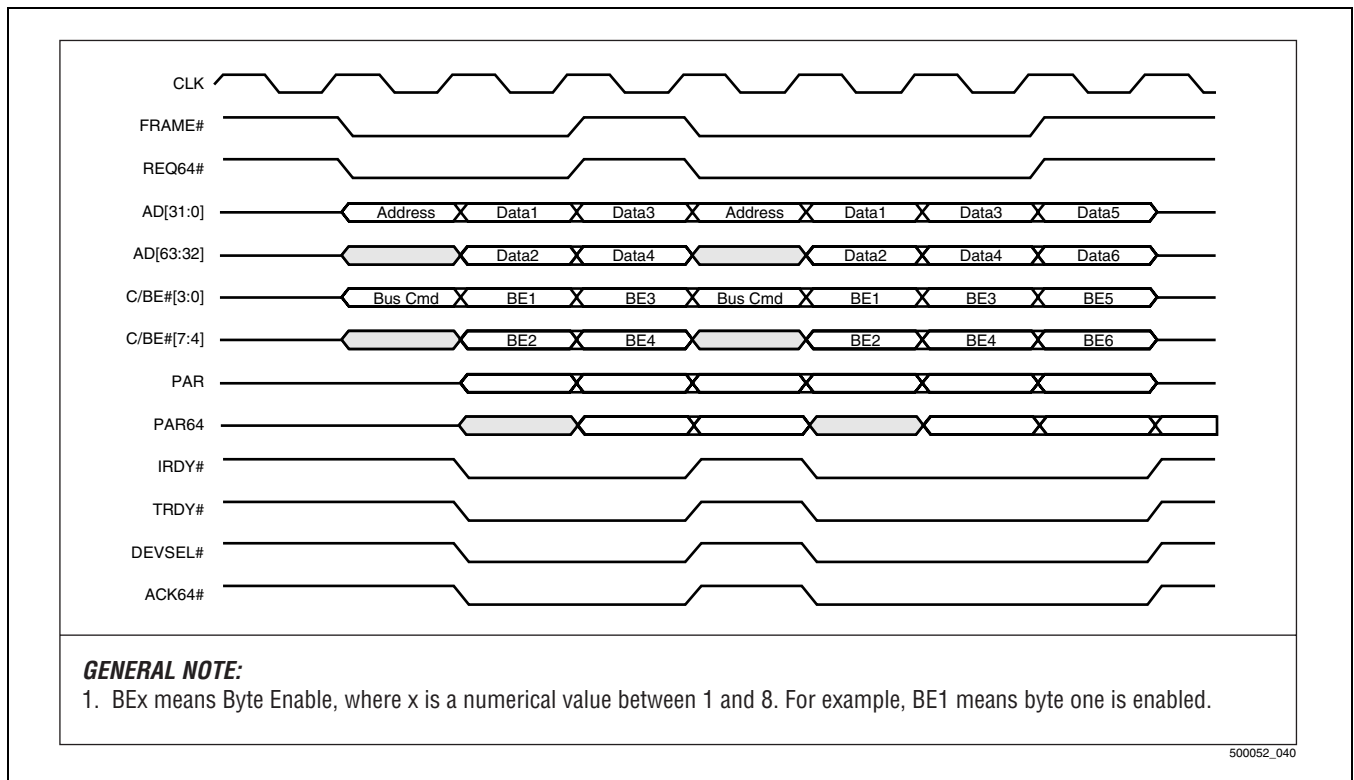 CLK
FRAME#
REQ64#
AD[31:0] Address Data1 Data3 Address Data1 Data3 Data5
AD[63:32] Data2 Data4 Data2 Data4 Data6
C/BE#[3:0] Bus Cmd BE1 BE3 Bus Cmd BE1 BE3 BE5
C/BE#[7:4] BE2 BE4 BE2 BE4 BE6
PAR
PAR64
IRDY#
TRDY#
DEVSEL#
ACK64#
GENERAL NOTE:
1. BEx means Byte Enable, where x is a numerical value between 1 and 8. For example, BE1 means byte one is enabled.
500052_040